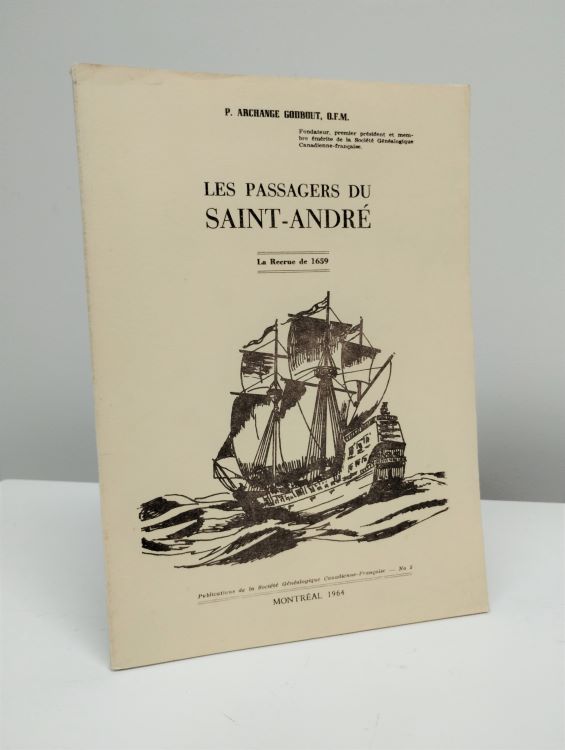 P. ARCHANGE GODBOUT, O.F.M.
Fondateur, premier président et mem-
bre émérite de la Société Généalogique
Canadienne-française.
LES PASSAGERS DU
SAINT-ANDRÉ
La Recrue de 1659
Publications de la Société Généalogique Canadienne-Française — No
MONTRÉAL 1964